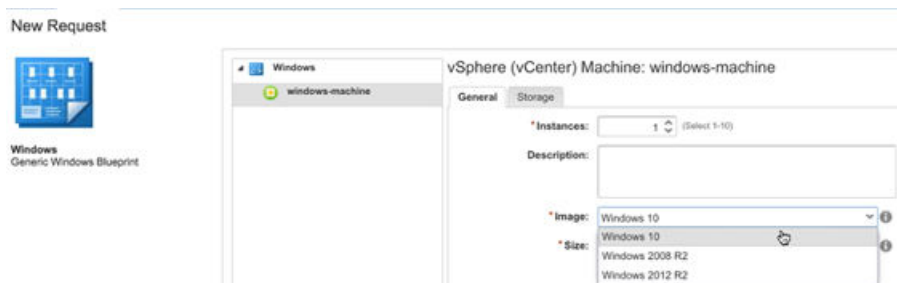 New Request
Windows
Generic Windows Blueprint
Windows
windows-machine
vSphere (vCenter) Machine: windows-machine
General Storage
*Instances: 1 (Select 1-10)
Description:
*Image: Windows 10
Windows 10
*Size:
Windows 2008 R2
Windows 2012 R2